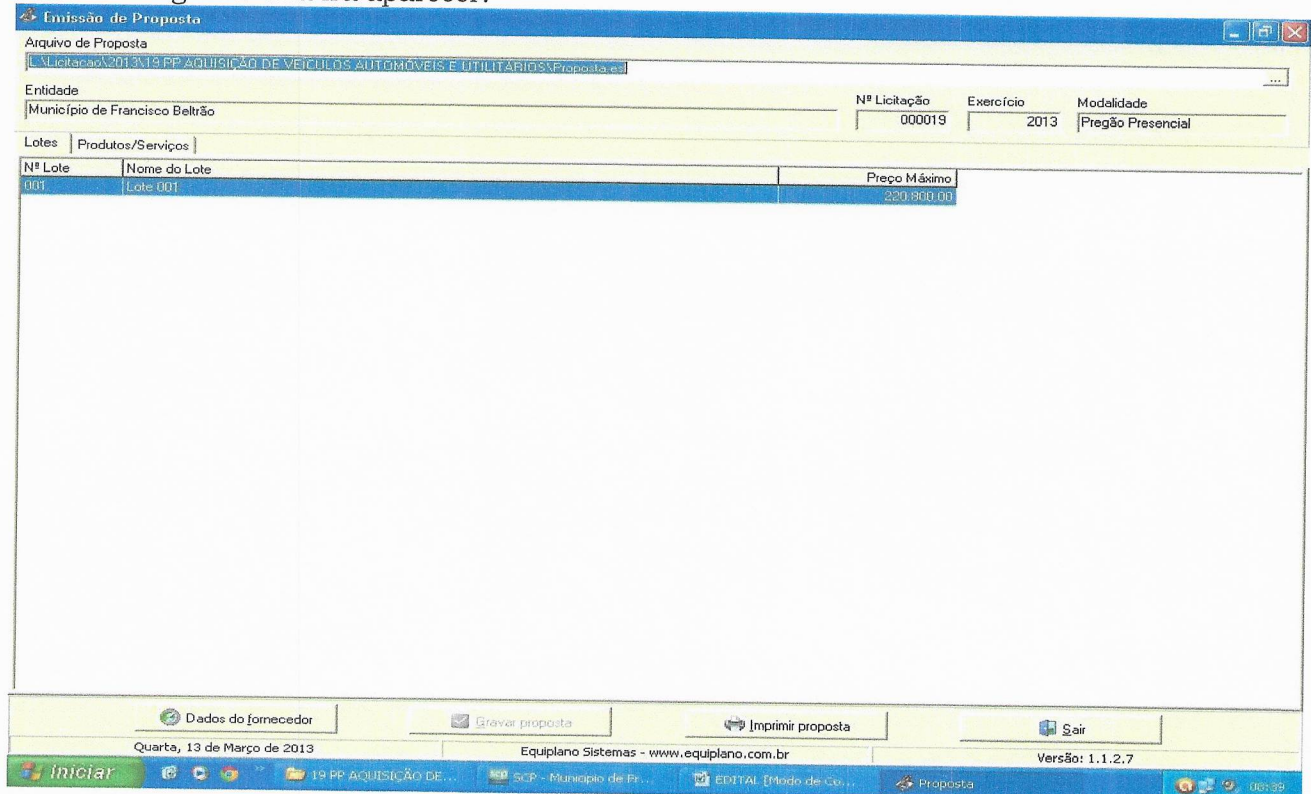 Emissão de Proposta
Arquivo de Proposta
L:\Licitacao\2013\19 PP AQUISIÇÃO DE VEÍCULOS AUTOMÓVEIS E UTILITÁRIOS\Proposta.esl
...
Entidade
Nº Licitação Exercício Modalidade
Município de Francisco Beltrão 000019 2013 Pregão Presencial
Lotes Produtos/Serviços
Nº Lote Nome do Lote Preço Máximo
001 Lote 001 220.800,00
Dados do fornecedor Gravar proposta Imprimir proposta Sair
Quarta, 13 de Março de 2013 Equiplano Sistemas - www.equiplano.com.br Versão: 1.1.2.7
Iniciar 19 PP AQUISIÇÃO DE... SCP - Municipio de Fr... EDITAL [Modo de Co... Proposta